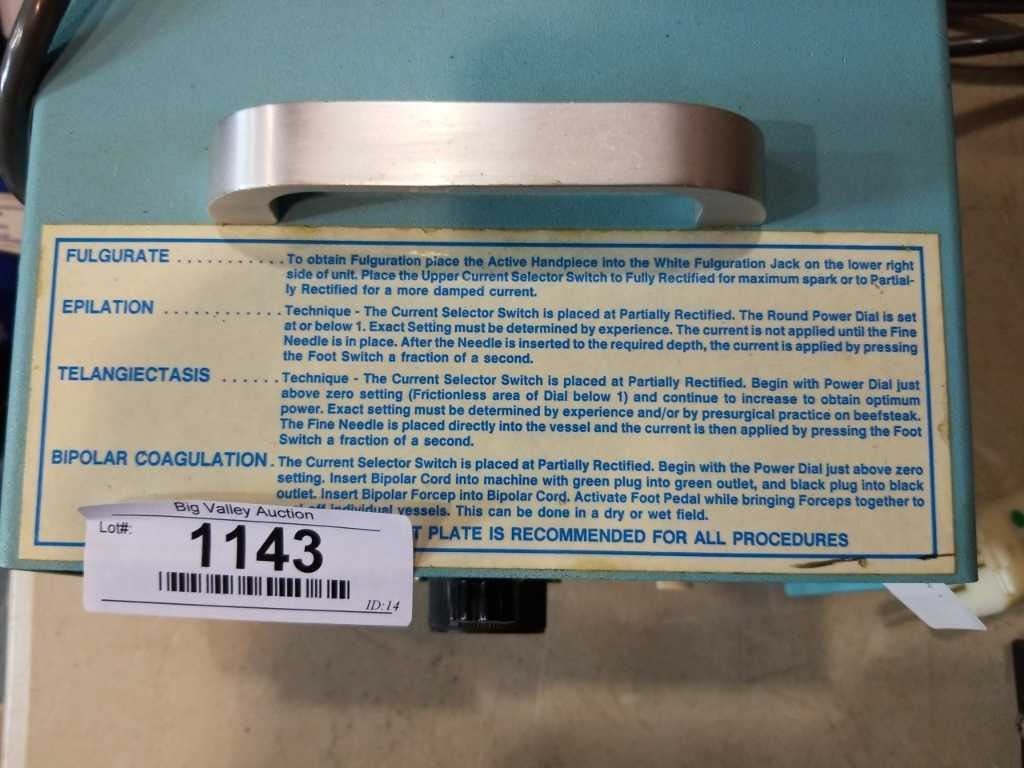 FULGURATE ............To obtain Fulguration place the Active Handpiece into the White Fulguration Jack on the lower right
side of unit. Place the Upper Current Selector Switch to Fully Rectified for maximum spark or to Partial-
ly Rectified for a more damped current.
EPILATION ............. Technique - The Current Selector Switch is placed at Partially Rectified. The Round Power Dial is set
at or below 1. Exact Setting must be determined by experience. The current is not applied until the Fine
Needle is in place. After the Needle is inserted to the required depth, the current is applied by pressing
the Foot Switch a fraction of a second.
TELANGIECTASIS ...... Technique - The Current Selector Switch is placed at Partially Rectified. Begin with Power Dial just
above zero setting (Frictionless area of Dial below 1) and continue to increase to obtain optimum
power. Exact setting must be determined by experience and/or by presurgical practice on beefsteak.
The Fine Needle is placed directly into the vessel and the current is then applied by pressing the Foot
Switch a fraction of a second.
BIPOLAR COAGULATION. The Current Selector Switch is placed at Partially Rectified. Begin with the Power Dial just above zero
setting. Insert Bipolar Cord into machine with green plug into green outlet, and black plug into black
outlet. Insert Bipolar Forcep into Bipolar Cord. Activate Foot Pedal while bringing Forceps together to
off individual vessels. This can be done in a dry or wet field.
PLATE IS RECOMMENDED FOR ALL PROCEDURES
Big Valley Auction
Lot#:
1143
ID:14